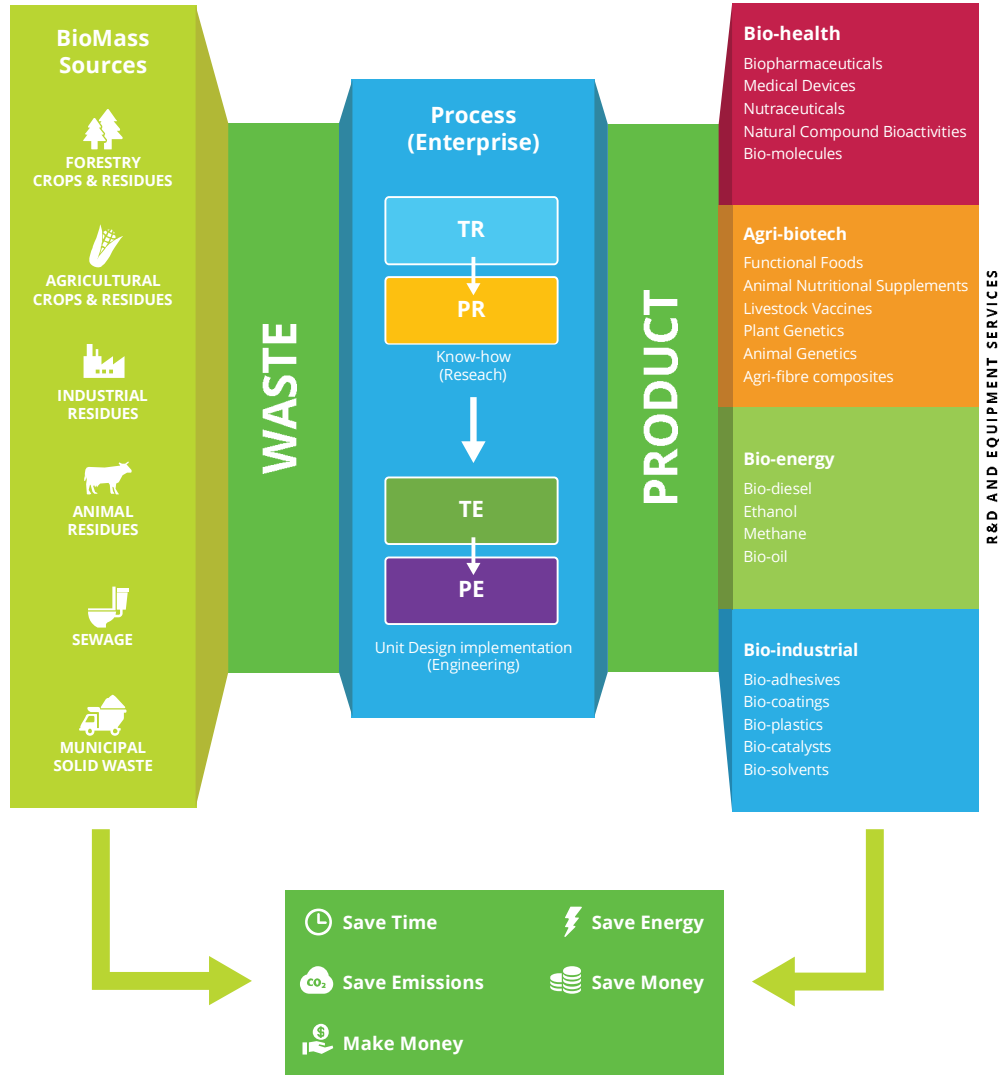 BioMass
Sources
FORESTRY
CROPS & RESIDUES
AGRICULTURAL
CROPS & RESIDUES
INDUSTRIAL
RESIDUES
ANIMAL
RESIDUES
SEWAGE
MUNICIPAL
SOLID WASTE
WASTE
Process
(Enterprise)
TR
PR
Know-how
(Reseach)
TE
PE
Unit Design implementation
(Engineering)
PRODUCT
Bio-health
Biopharmaceuticals
Medical Devices
Nutraceuticals
Natural Compound Bioactivities
Bio-molecules
Agri-biotech
Functional Foods
Animal Nutritional Supplements
Livestock Vaccines
Plant Genetics
Animal Genetics
Agri-fibre composites
Bio-energy
Bio-diesel
Ethanol
Methane
Bio-oil
Bio-industrial
Bio-adhesives
Bio-coatings
Bio-plastics
Bio-catalysts
Bio-solvents
R&D AND EQUIPMENT SERVICES
Save Time
Save Energy
CO₂
Save Emissions
Save Money
$
Make Money